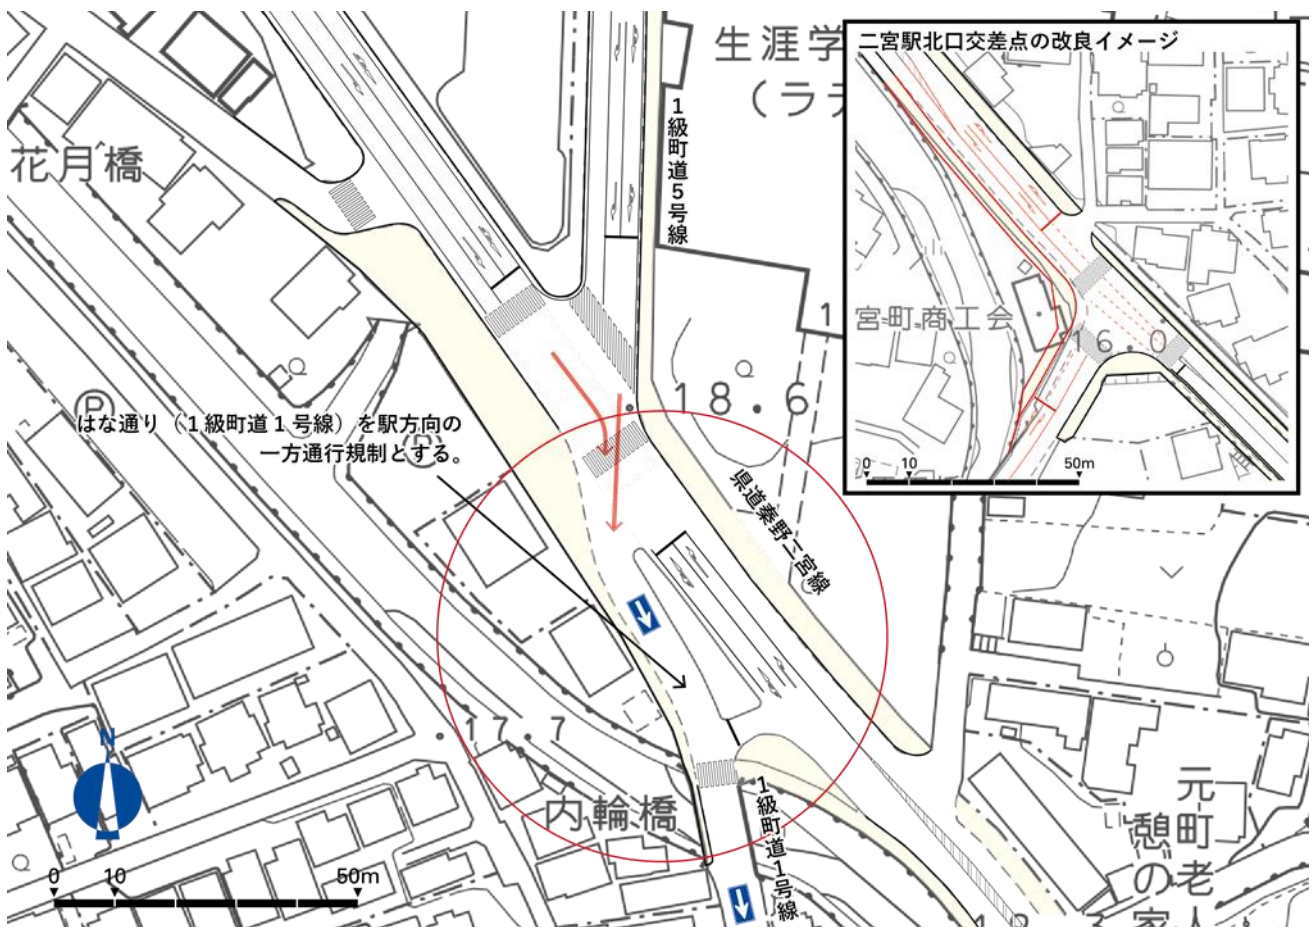 生涯学
（ラ
二宮駅北口交差点の改良イメージ
宮町商工会
16.0
0
10
50m
1級町道5号線
花月橋
18.6
1
P
はな通り（１級町道１号線）を駅方向の
一方通行規制とする。
P
県道秦野二宮線
17.7
N
内輪橋
1級町道1号線
元町老人
憩の家
0
10
50m